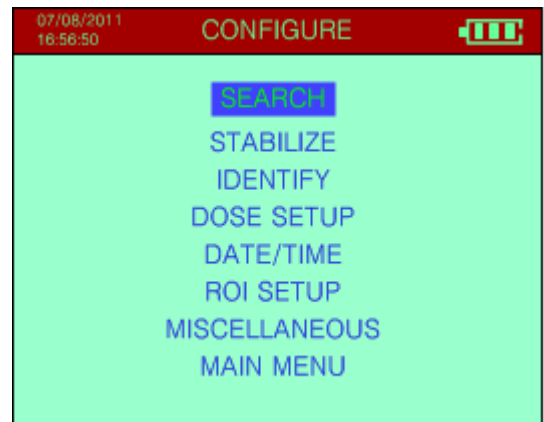 07/08/2011
16:56:50
CONFIGURE
SEARCH
STABILIZE
IDENTIFY
DOSE SETUP
DATE/TIME
ROI SETUP
MISCELLANEOUS
MAIN MENU